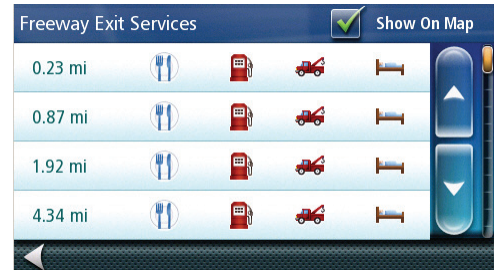 Freeway Exit Services
Show On Map
0.23 mi
0.87 mi
1.92 mi
4.34 mi